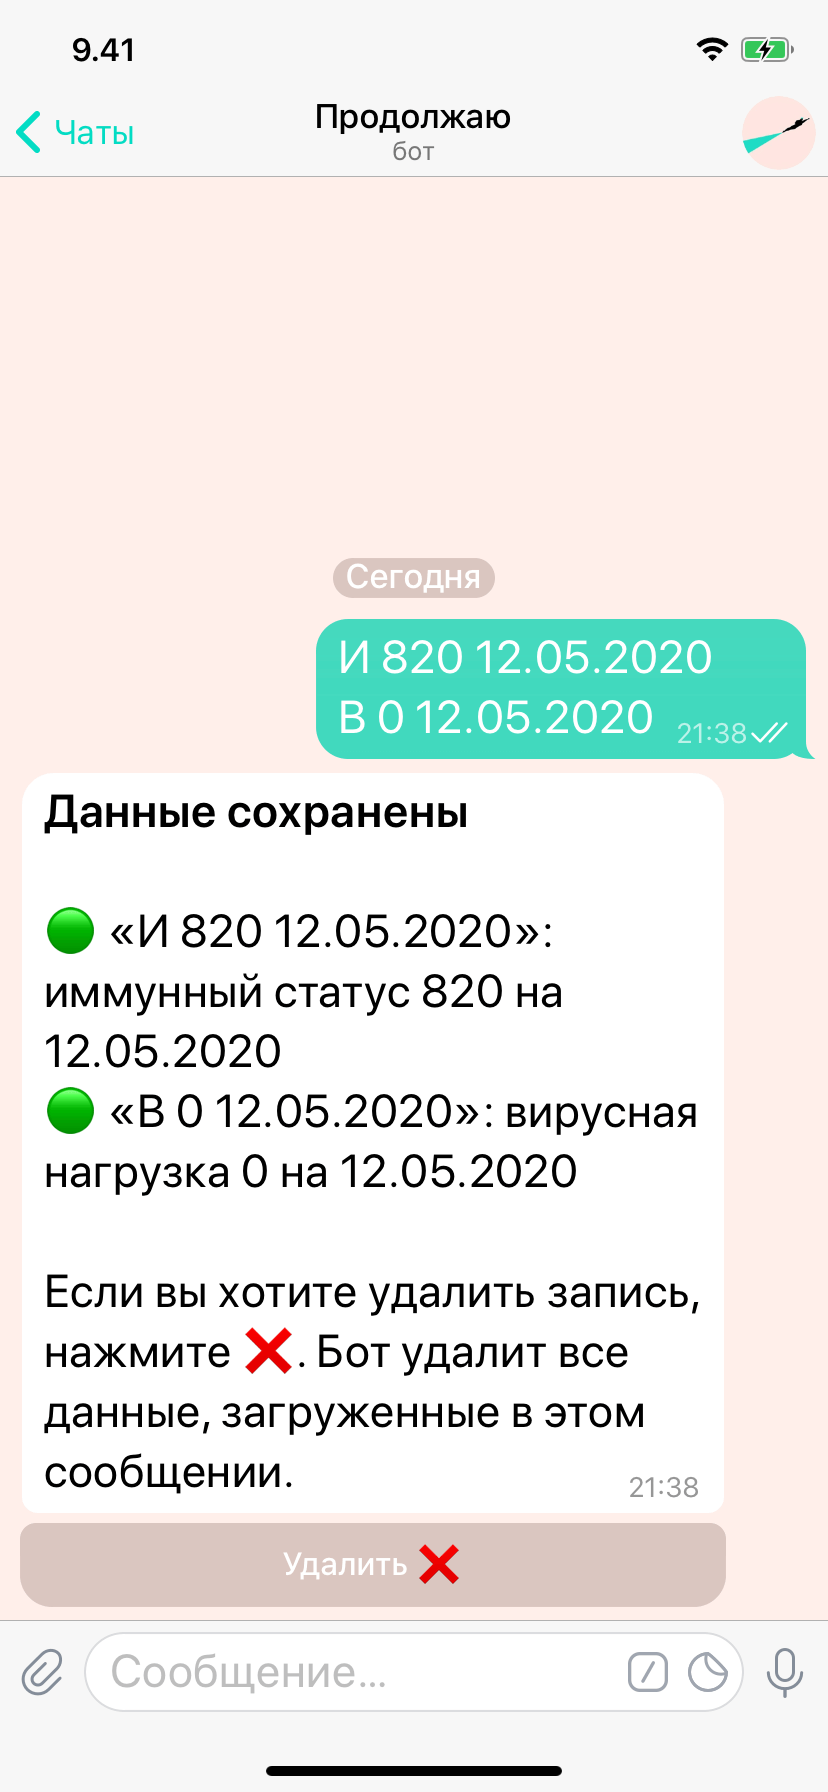 9.41
Чаты
Продолжаю
бот
Сегодня
И 820 12.05.2020
В 0 12.05.2020
21:38
Данные сохранены
«И 820 12.05.2020»:
иммунный статус 820 на
12.05.2020
«В 0 12.05.2020»: вирусная
нагрузка 0 на 12.05.2020
Если вы хотите удалить запись,
нажмите ❌. Бот удалит все
данные, загруженные в этом
сообщении.
21:38
Удалить ❌
Сообщение...